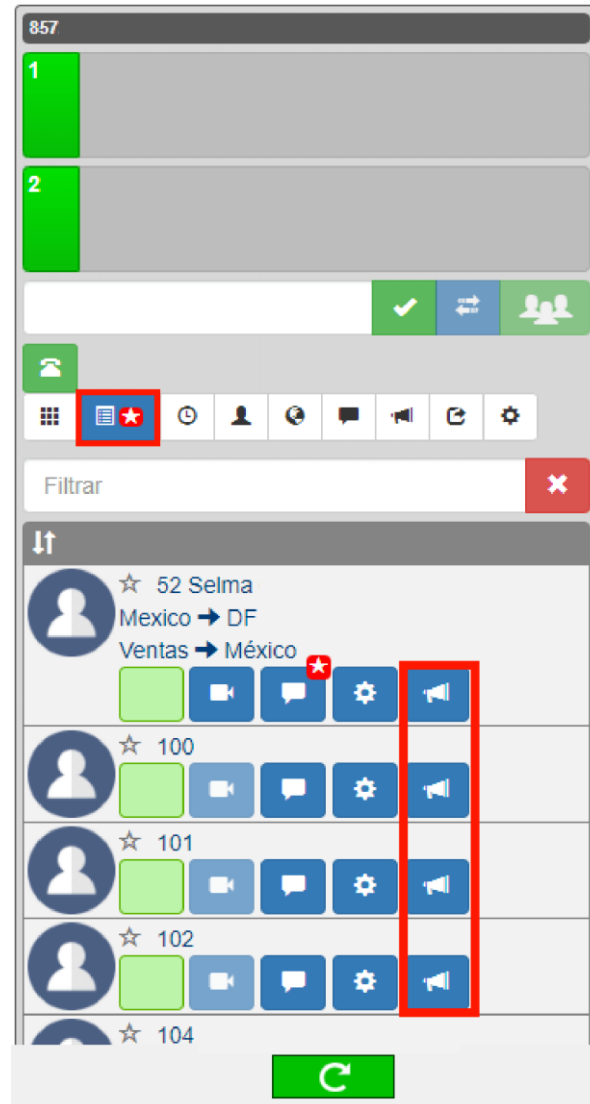 857
1
2
Filtrar
52 Selma
Mexico ➔ DF
Ventas ➔ México
100
101
102
104